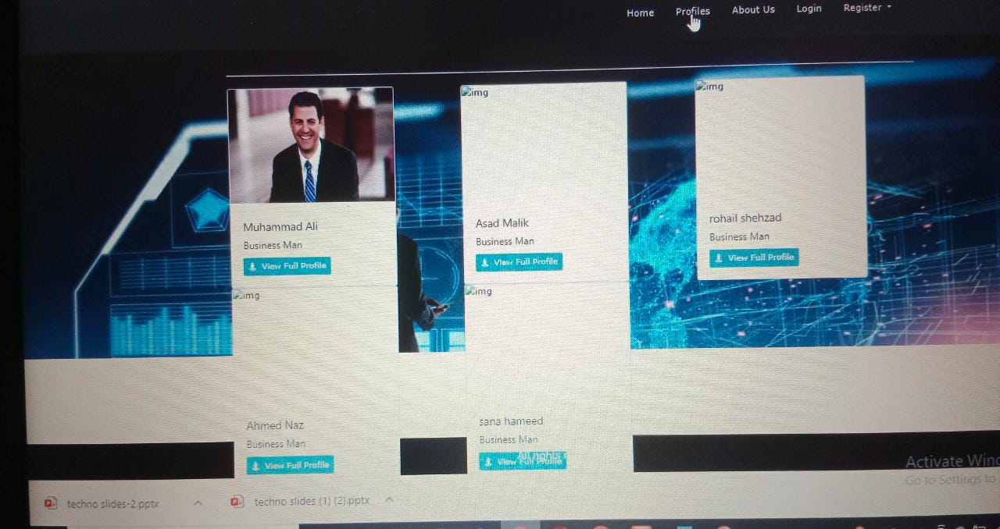 Home Profiles About Us Login Register
img
img
Muhammad Ali
Business Man
View Full Profile
Asad Malik
Business Man
View Full Profile
rohail shehzad
Business Man
View Full Profile
img
img
Ahmed Naz
Business Man
View Full Profile
sana hameed
Business Man
View Full Profile
All rights
Activate Wind
Go to Settings to
techno slides-2.pptx
techno slides (1) (2).pptx